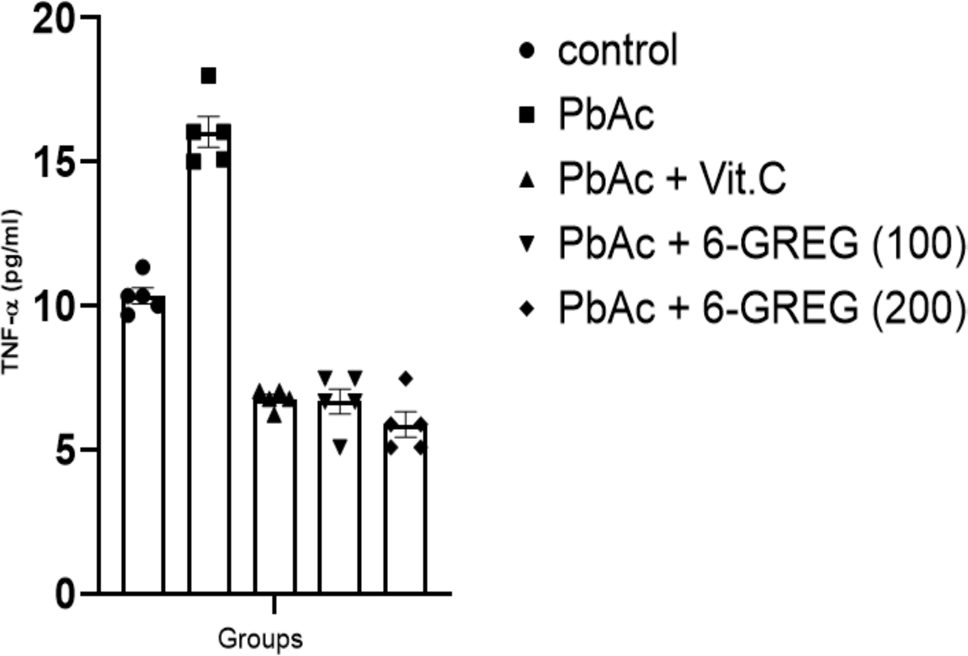 20
15
10
5
0
TNF-α (pg/ml)
Groups
control
PbAc
PbAc + Vit.C
PbAc + 6-GREG (100)
PbAc + 6-GREG (200)